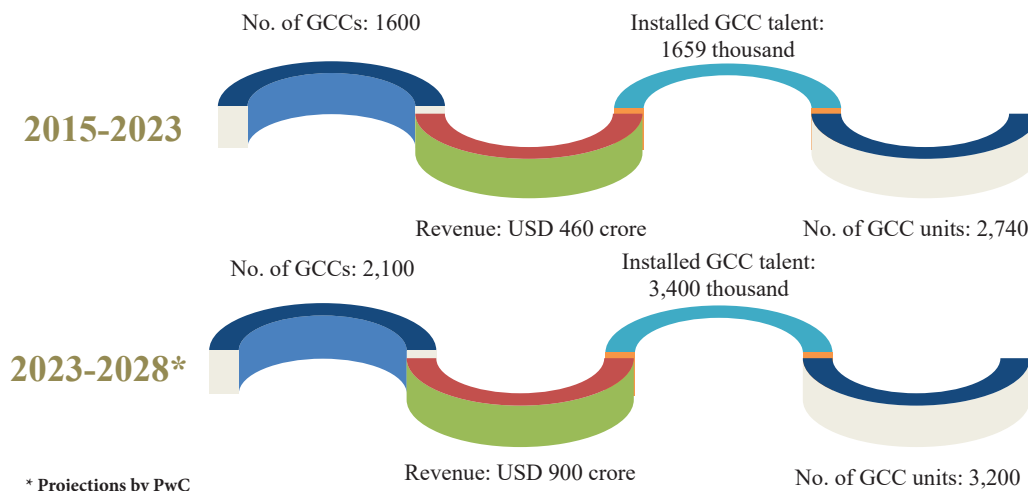 No. of GCCs: 1600
Installed GCC talent:
1659 thousand
2015-2023
Revenue: USD 460 crore
No. of GCC units: 2,740
No. of GCCs: 2,100
Installed GCC talent:
3,400 thousand
2023-2028*
Revenue: USD 900 crore
No. of GCC units: 3,200
* Projections by PwC